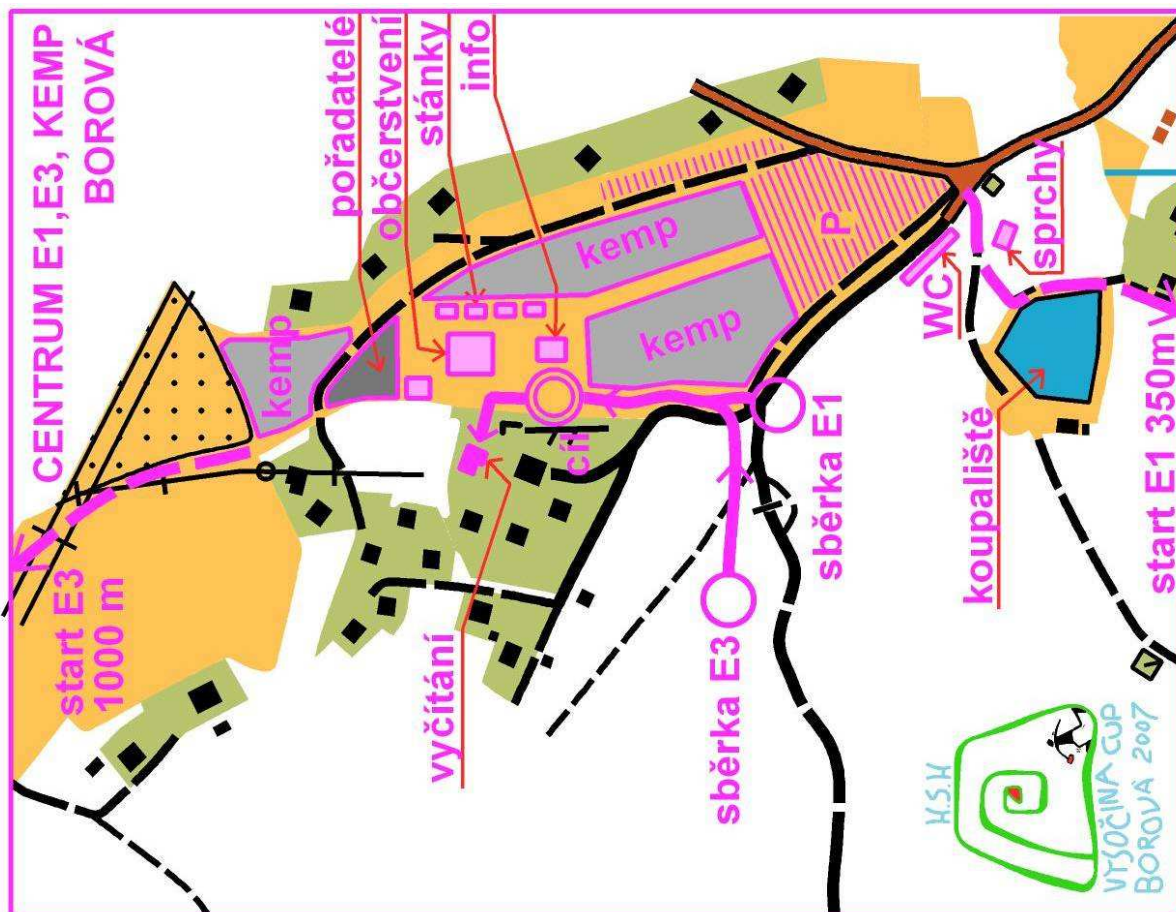 CENTRUM E1,E3, KEMP
BOROVÁ
pořadatelé
občerstvení
stánky
info
kemp
kemp
kemp
P
start E3
1000 m
cíl
vyčítání
sběrka E3
sběrka E1
WC
sprchy
koupaliště
start E1 350m
H.S.H
VYSOČINA CUP
BOROVÁ 2007